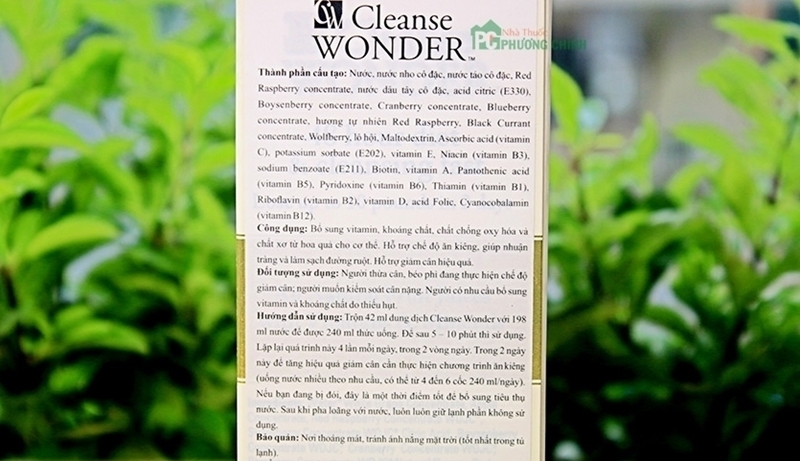 CW Cleanse
WONDER™
Nhà Thuốc
PHƯƠNG CHINH
Thành phần cấu tạo: Nước, nước nho cô đặc, nước táo cô đặc, Red
Raspberry concentrate, nước dâu tây cô đặc, acid citric (E330),
Boysenberry concentrate, Cranberry concentrate, Blueberry
concentrate, hương tự nhiên Red Raspberry, Black Currant
concentrate, Wolfberry, lô hội, Maltodextrin, Ascorbic acid (vitamin
C), potassium sorbate (E202), vitamin E, Niacin (vitamin B3),
sodium benzoate (E211), Biotin, vitamin A, Pantothenic acid
(vitamin B5), Pyridoxine (vitamin B6), Thiamin (vitamin B1),
Riboflavin (vitamin B2), vitamin D, acid Folic, Cyanocobalamin
(vitamin B12).
Công dụng: Bổ sung vitamin, khoáng chất, chất chống oxy hóa và
chất xơ từ hoa quả cho cơ thể. Hỗ trợ chế độ ăn kiêng, giúp nhuận
tràng và làm sạch đường ruột. Hỗ trợ giảm cân hiệu quả.
Đối tượng sử dụng: Người thừa cân, béo phì đang thực hiện chế độ
giảm cân; người muốn kiểm soát cân nặng. Người có nhu cầu bổ sung
vitamin và khoáng chất do thiếu hụt.
Hướng dẫn sử dụng: Trộn 42 ml dung dịch Cleanse Wonder với 198
ml nước để được 240 ml thức uống. Để sau 5 – 10 phút thì sử dụng.
Lặp lại quá trình này 4 lần mỗi ngày, trong 2 vòng ngày. Trong 2 ngày
này để tăng hiệu quả giảm cân cần thực hiện chương trình ăn kiêng
(uống nước nhiều theo nhu cầu, có thể từ 4 đến 6 cốc 240 ml/ngày).
Nếu bạn đang bị đói, đây là một thời điểm tốt để bổ sung tiêu thụ
nước. Sau khi pha loãng với nước, luôn luôn giữ lạnh phần không sử
dụng.
Bảo quản: Nơi thoáng mát, tránh ánh nắng mặt trời (tốt nhất trong tủ
lạnh).